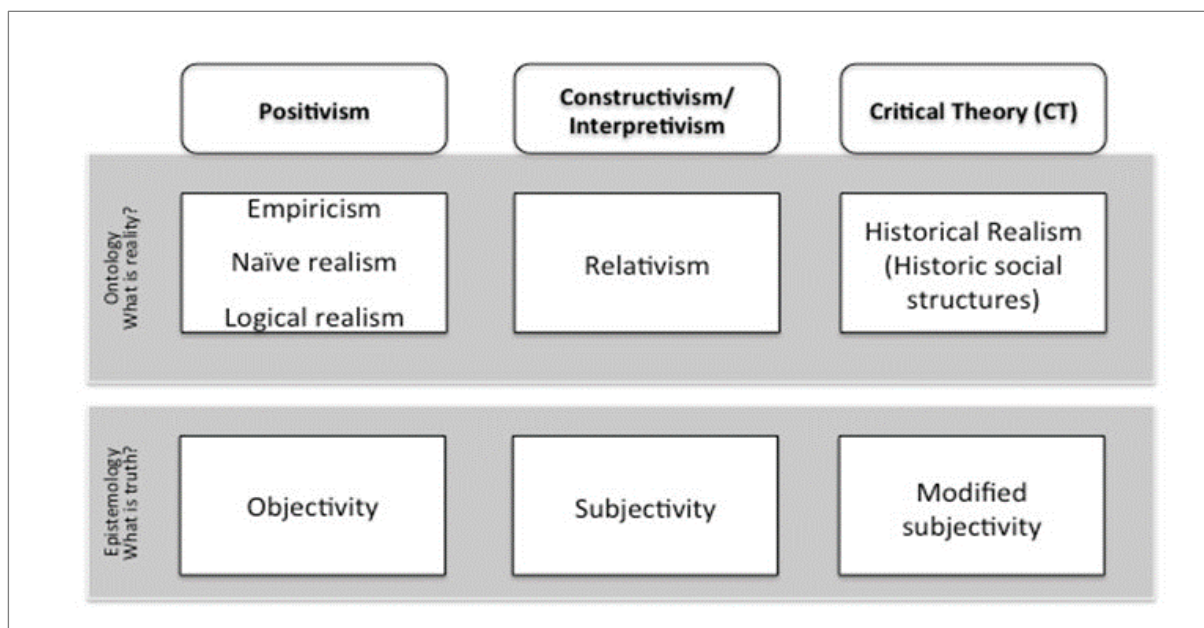 Positivism
Constructivism/
Interpretivism
Critical Theory (CT)
Ontology
What is reality?
Empiricism
Naïve realism
Logical realism
Relativism
Historical Realism
(Historic social
structures)
Epistemology
What is truth?
Objectivity
Subjectivity
Modified
subjectivity